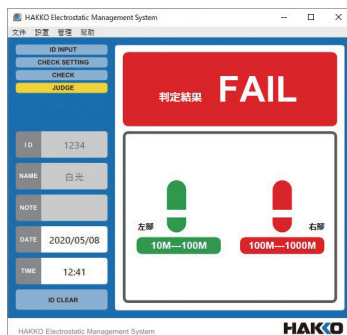 HAKKO Electrostatic Management System
文件 設置 管理 幫助
ID INPUT
CHECK SETTING
CHECK
JUDGE
判定結果 FAIL
ID 1234
NAME 白光
NOTE
DATE 2020/05/08
TIME 12:41
左腳 右腳
10M—100M 100M—1000M
ID CLEAR
HAKKO Electrostatic Management System HAKKO